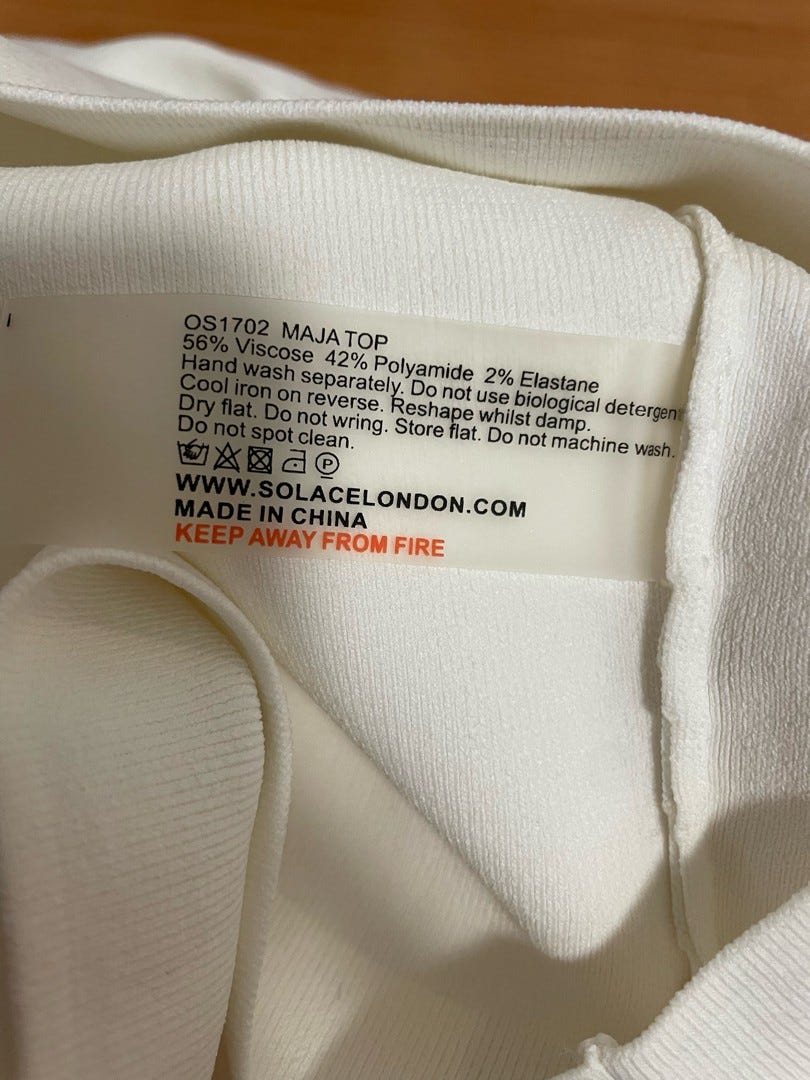 OS1702 MAJA TOP
56% Viscose 42% Polyamide 2% Elastane
Hand wash separately. Do not use biological detergent
Cool iron on reverse. Reshape whilst damp.
Dry flat. Do not wring. Store flat. Do not machine wash.
Do not spot clean.
P
WWW.SOLACELONDON.COM
MADE IN CHINA
KEEP AWAY FROM FIRE